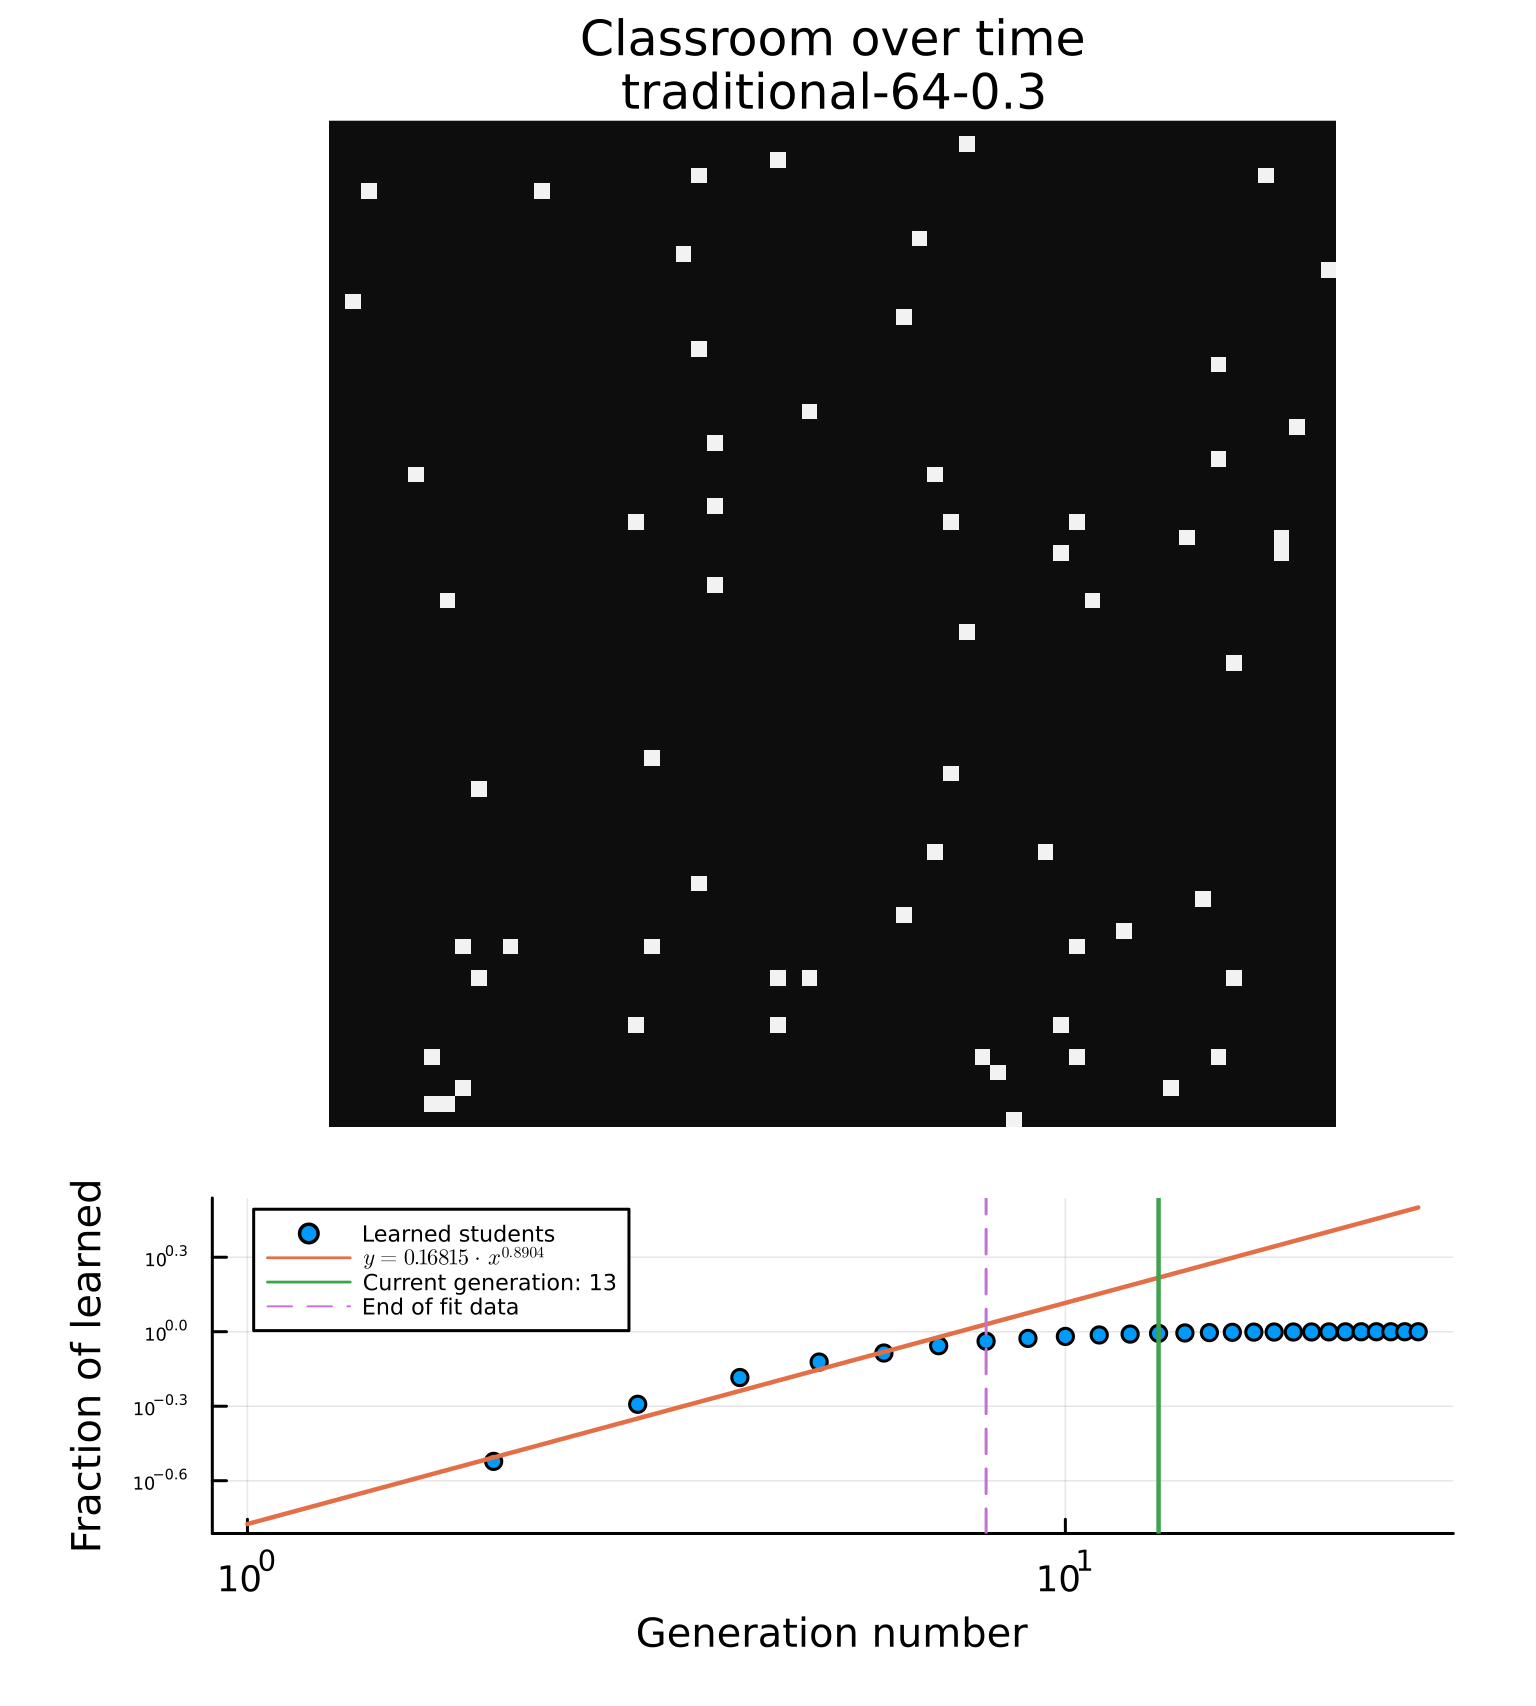 Classroom over time
traditional-64-0.3
Fraction of learned
10^0.3
10^0.0
10^−0.3
10^−0.6
Learned students
y = 0.16815 · x^0.8904
Current generation: 13
End of fit data
10^0
10^1
Generation number